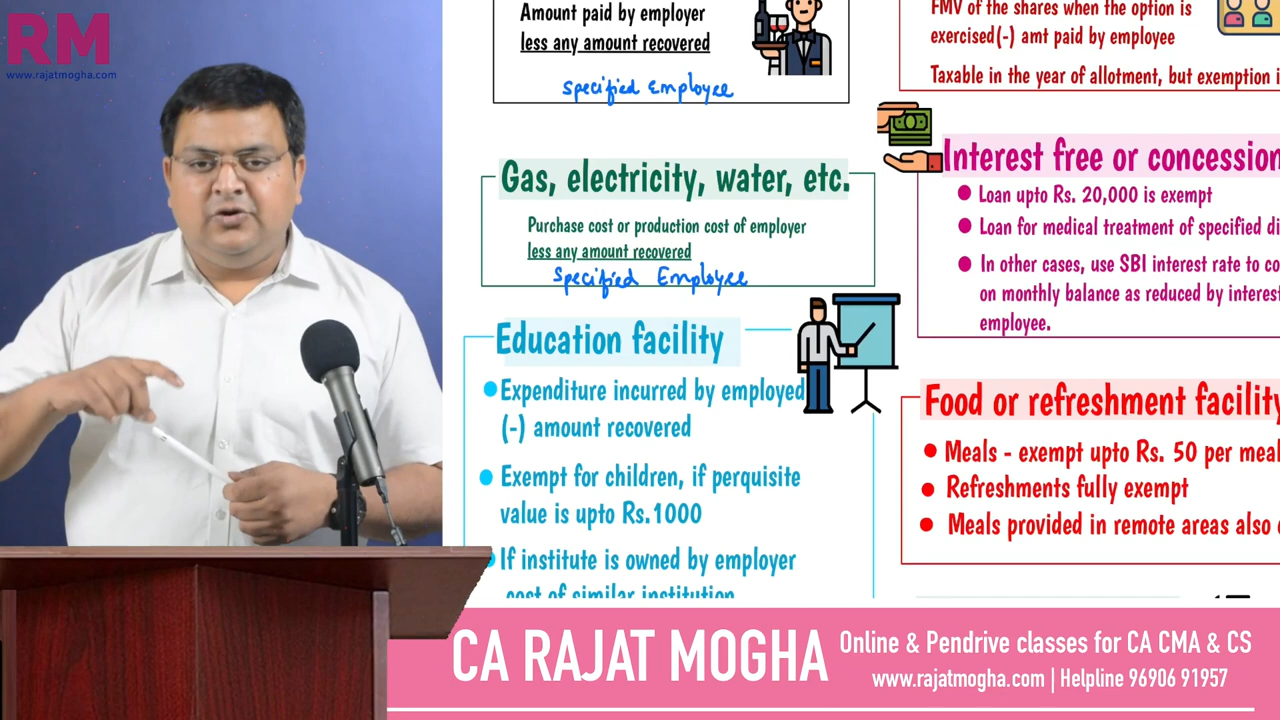 RM
www.rajatmogha.com
Amount paid by employer
less any amount recovered
Specified Employee
Gas, electricity, water, etc.
Purchase cost or production cost of employer
less any amount recovered
Specified Employee
Education facility
Expenditure incurred by employed
(-) amount recovered
Exempt for children, if perquisite
value is upto Rs.1000
If institute is owned by employer
cost of similar institution
FMV of the shares when the option is
exercised(-) amt paid by employee
Taxable in the year of allotment, but exemption i
Interest free or concession
Loan upto Rs. 20,000 is exempt
Loan for medical treatment of specified di
In other cases, use SBI interest rate to co
on monthly balance as reduced by interest
employee.
Food or refreshment facility
Meals - exempt upto Rs. 50 per meal
Refreshments fully exempt
Meals provided in remote areas also
CA RAJAT MOGHA
Online & Pendrive classes for CA CMA & CS
www.rajatmogha.com | Helpline 96906 91957